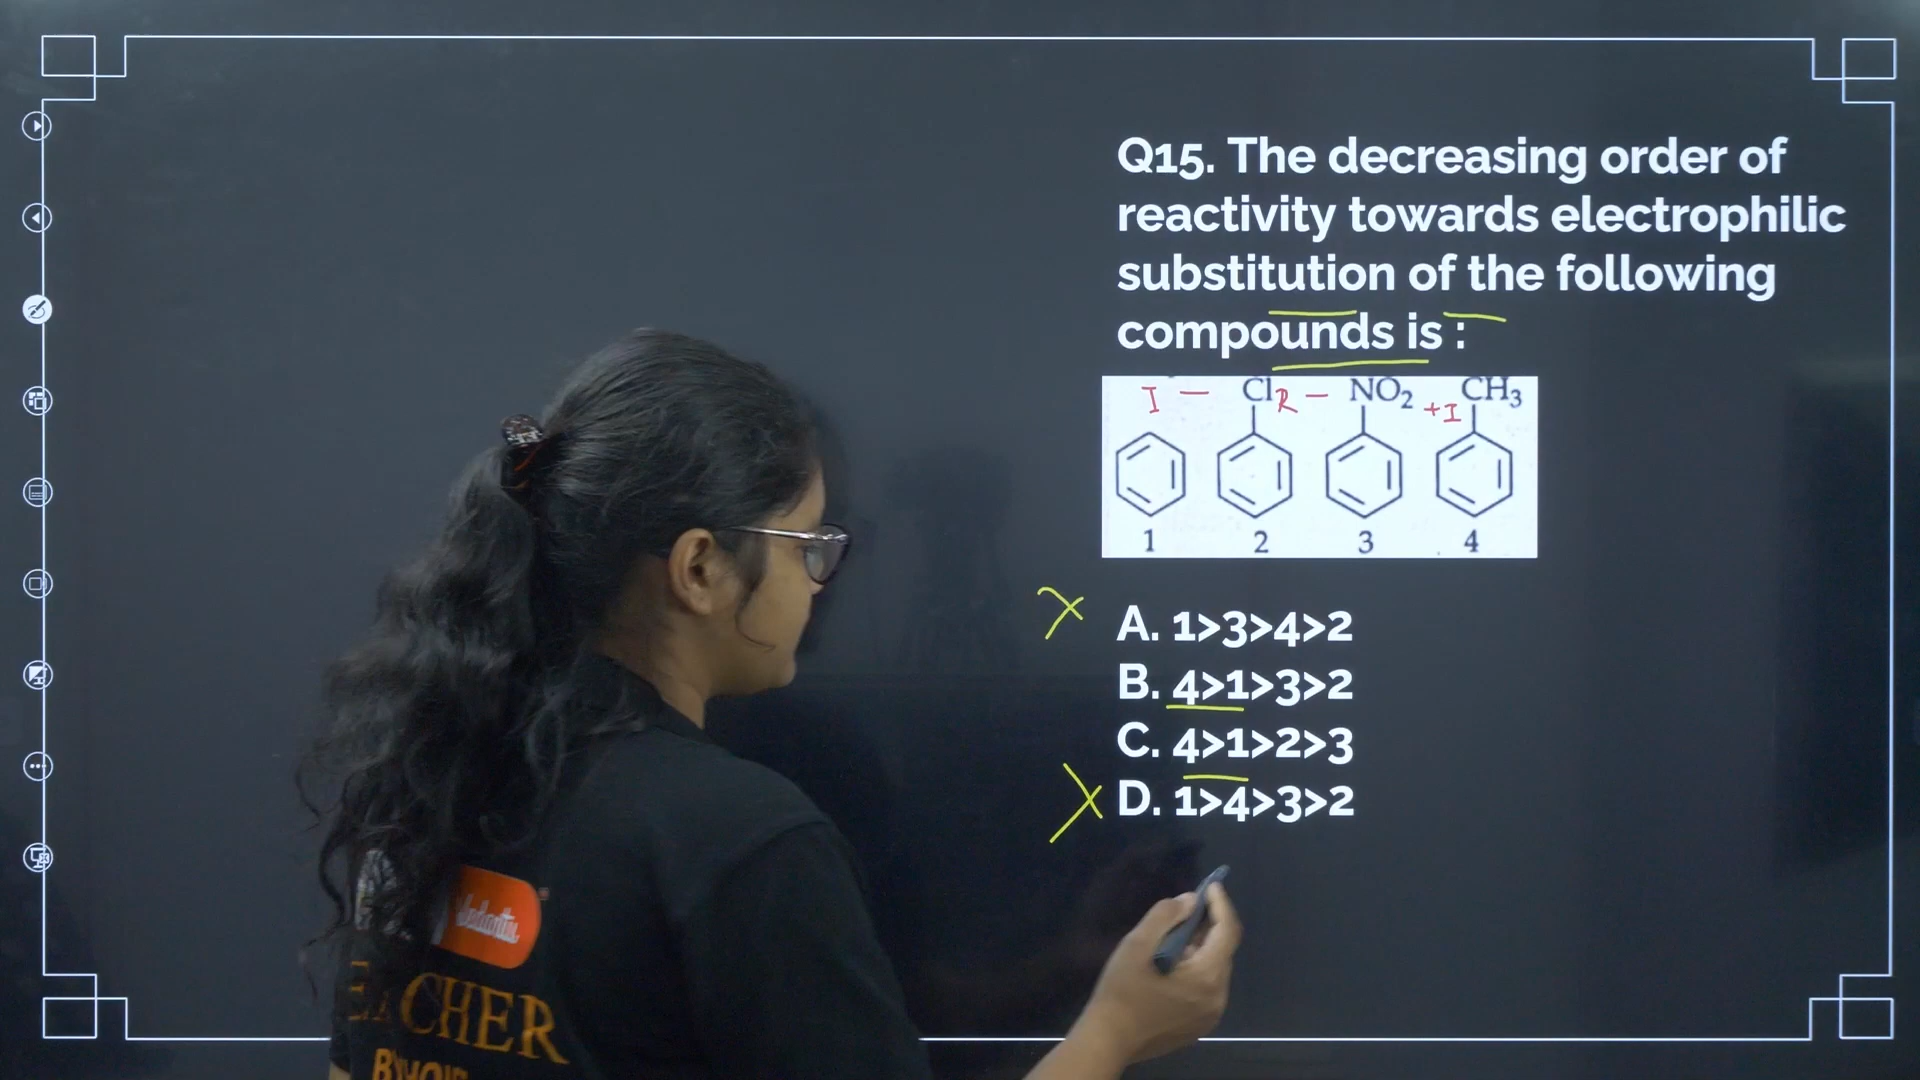 Q15. The decreasing order of
reactivity towards electrophilic
substitution of the following
compounds is :
I − Cl R − NO2 +I CH3
1 2 3 4
A. 1>3>4>2
B. 4>1>3>2
C. 4>1>2>3
D. 1>4>3>2
Vedantu
CHER